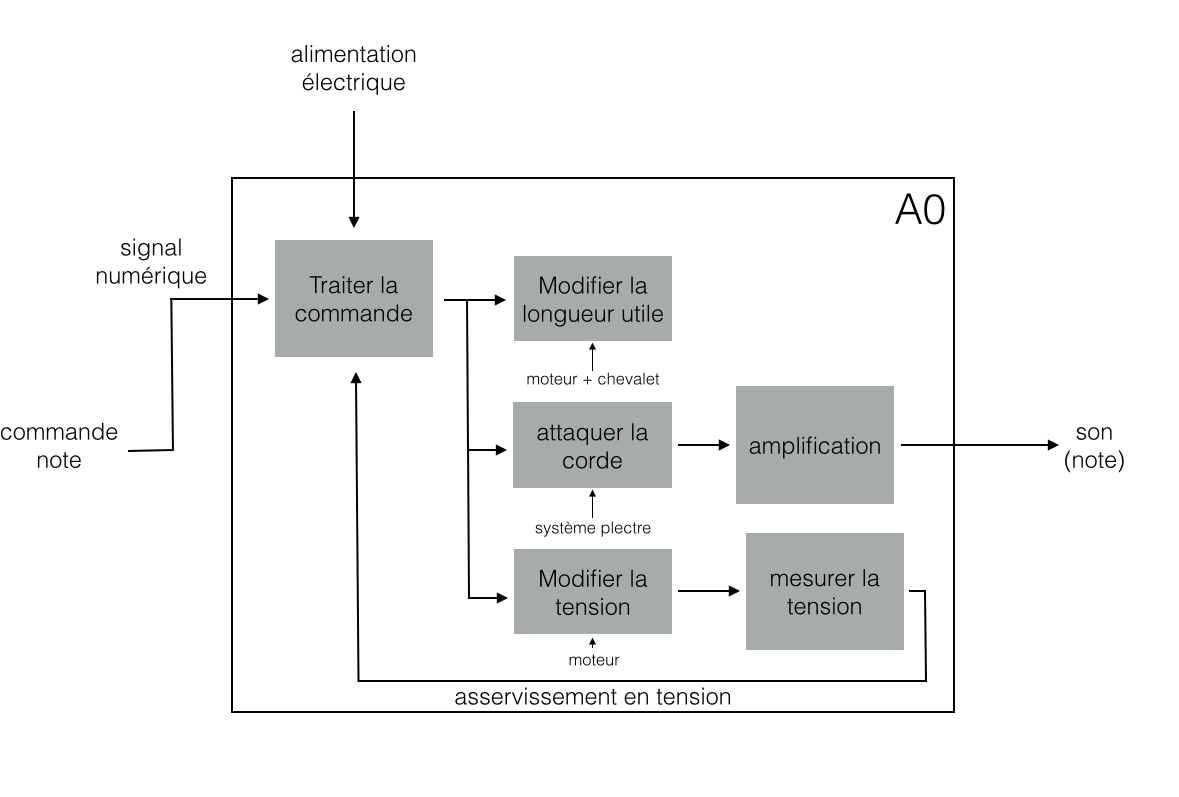 alimentation
électrique
A0
signal
numérique
Traiter la
commande
Modifier la
longueur utile
moteur + chevalet
commande
note
attaquer la
corde
amplification
son
(note)
système plectre
Modifier la
tension
mesurer la
tension
moteur
asservissement en tension